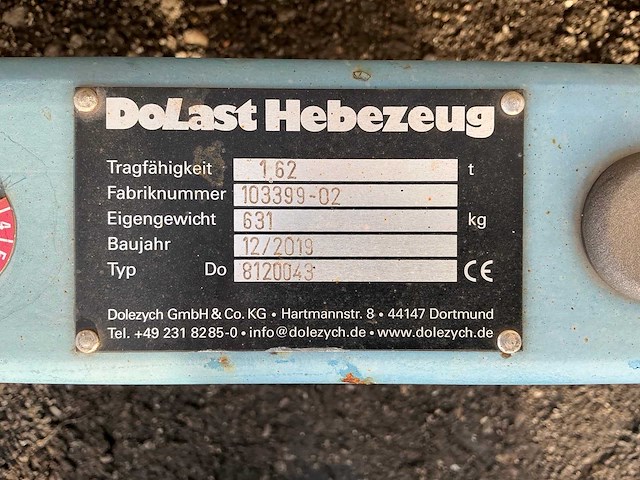 DoLast Hebezeug
Tragfähigkeit 1,62 t
Fabriknummer 103399-02
Eigengewicht 631 kg
Baujahr 12/2019
Typ Do 8120043 CE
Dolezych GmbH & Co. KG • Hartmannstr. 8 • 44147 Dortmund
Tel. +49 231 8285-0 • info@dolezych.de • www.dolezych.de